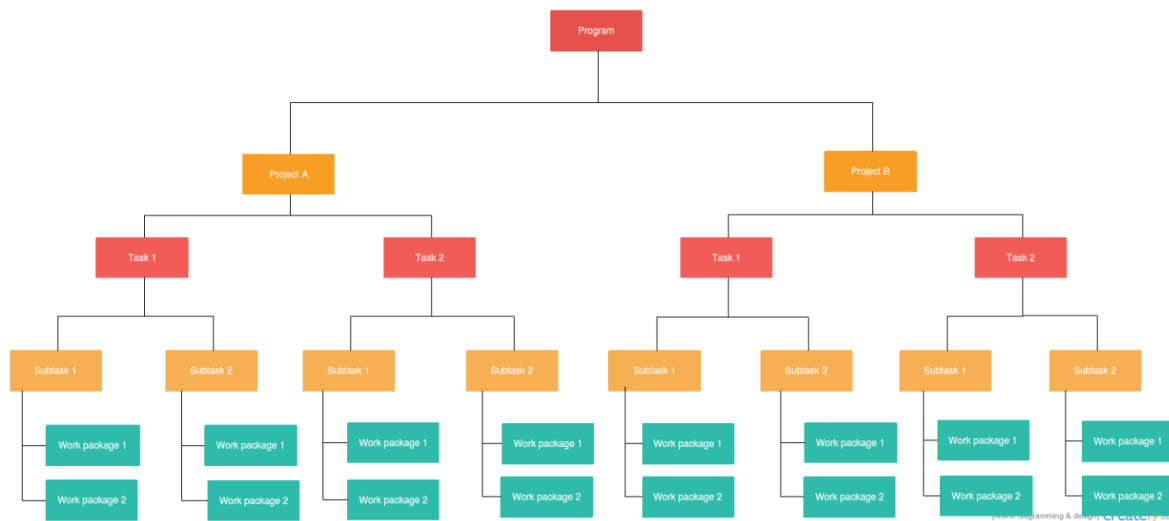 Program
Project A
Project B
Task 1
Task 2
Task 1
Task 2
Subtask 1
Subtask 2
Subtask 1
Subtask 2
Subtask 1
Subtask 2
Subtask 1
Subtask 2
Work package 1
Work package 1
Work package 1
Work package 1
Work package 1
Work package 1
Work package 1
Work package 1
Work package 2
Work package 2
Work package 2
Work package 2
Work package 2
Work package 2
Work package 2
Work package 2
diagramming & design]